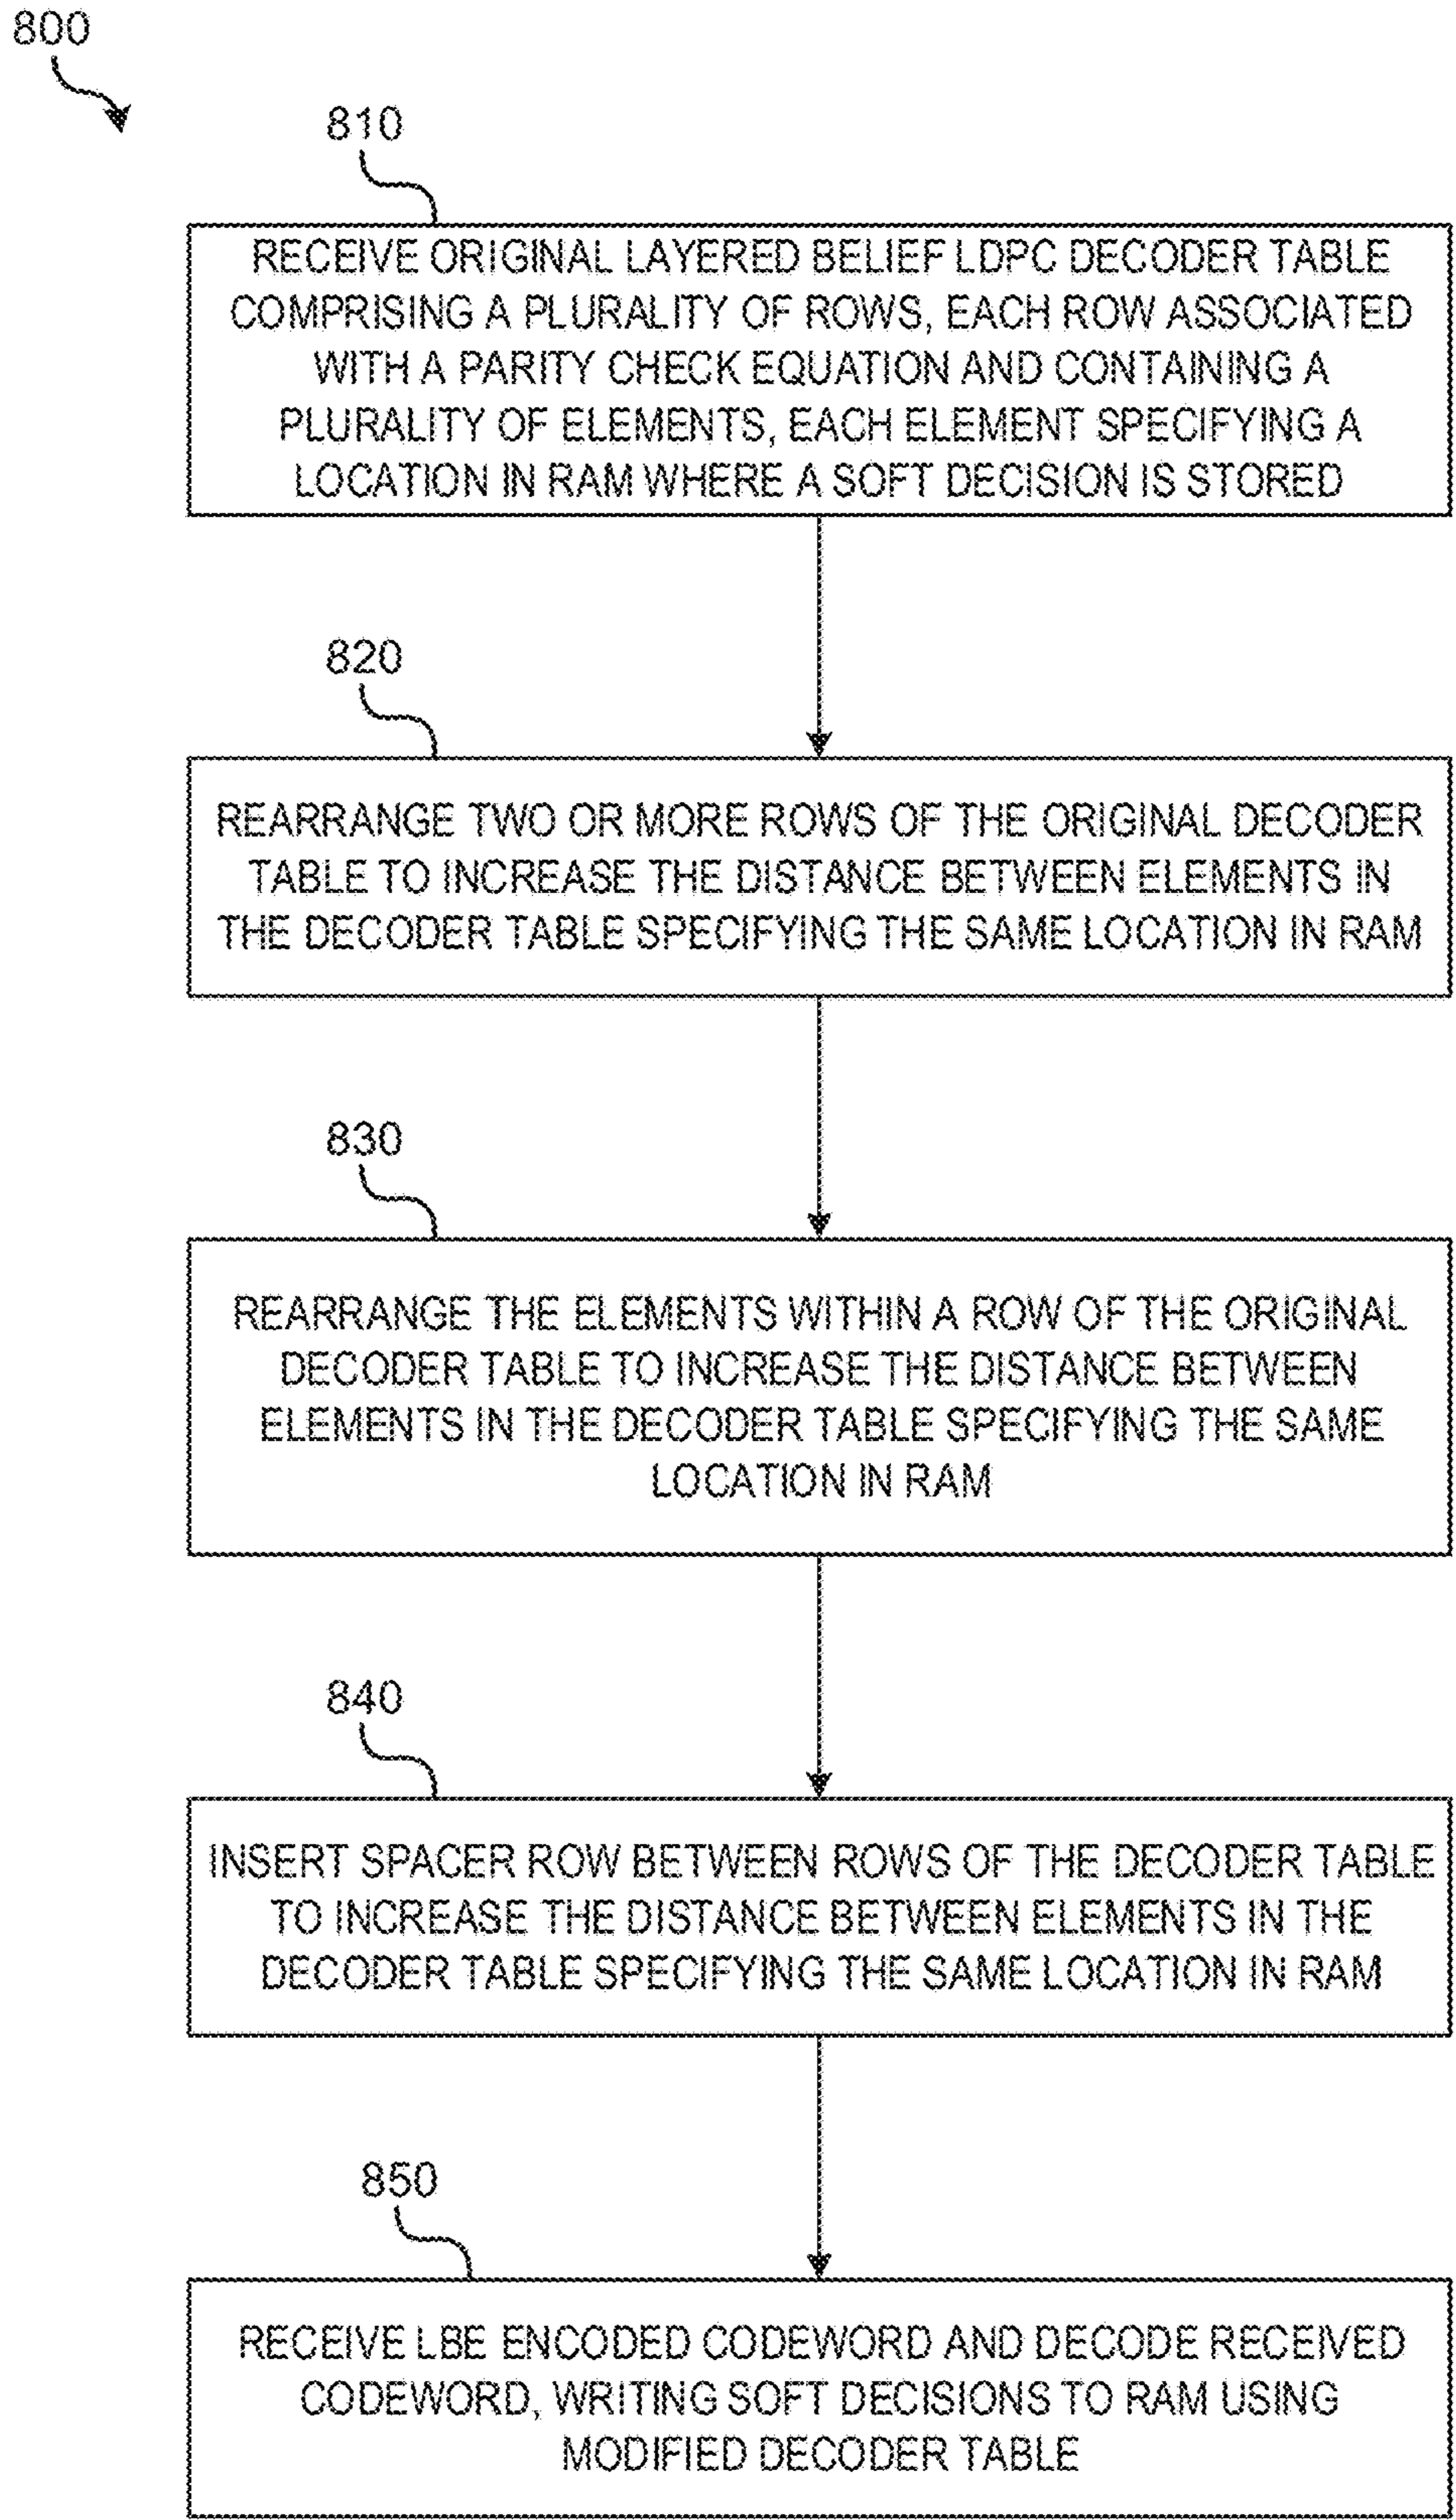 800
810
RECEIVE ORIGINAL LAYERED BELIEF LDPC DECODER TABLE
COMPRISING A PLURALITY OF ROWS, EACH ROW ASSOCIATED
WITH A PARITY CHECK EQUATION AND CONTAINING A
PLURALITY OF ELEMENTS, EACH ELEMENT SPECIFYING A
LOCATION IN RAM WHERE A SOFT DECISION IS STORED
820
REARRANGE TWO OR MORE ROWS OF THE ORIGINAL DECODER
TABLE TO INCREASE THE DISTANCE BETWEEN ELEMENTS IN
THE DECODER TABLE SPECIFYING THE SAME LOCATION IN RAM
830
REARRANGE THE ELEMENTS WITHIN A ROW OF THE ORIGINAL
DECODER TABLE TO INCREASE THE DISTANCE BETWEEN
ELEMENTS IN THE DECODER TABLE SPECIFYING THE SAME
LOCATION IN RAM
840
INSERT SPACER ROW BETWEEN ROWS OF THE DECODER TABLE
TO INCREASE THE DISTANCE BETWEEN ELEMENTS IN THE
DECODER TABLE SPECIFYING THE SAME LOCATION IN RAM
850
RECEIVE LBE ENCODED CODEWORD AND DECODE RECEIVED
CODEWORD, WRITING SOFT DECISIONS TO RAM USING
MODIFIED DECODER TABLE